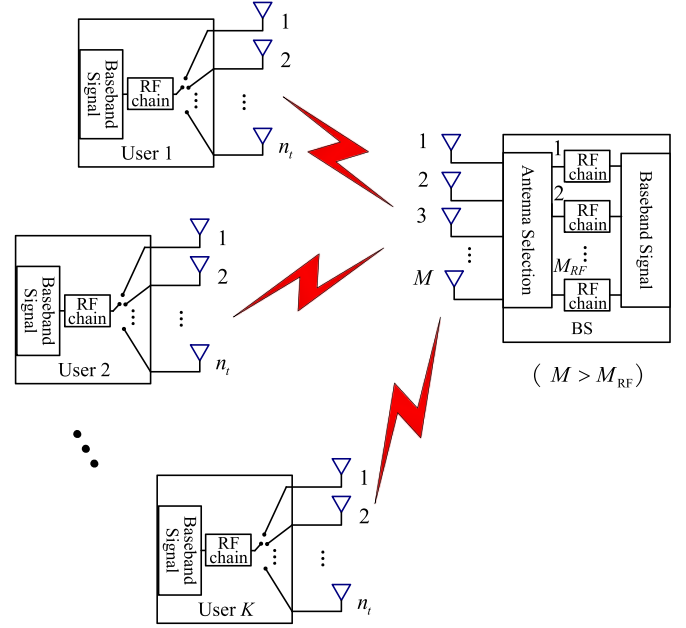 1
2
n_t
Baseband
Signal
RF
chain
User 1
1
2
3
M
Antenna Selection
1
RF
chain
2
RF
chain
M_RF
RF
chain
Baseband Signal
BS
( M > M_RF )
1
2
n_t
Baseband
Signal
RF
chain
User 2
1
2
n_t
Baseband
Signal
RF
chain
User K